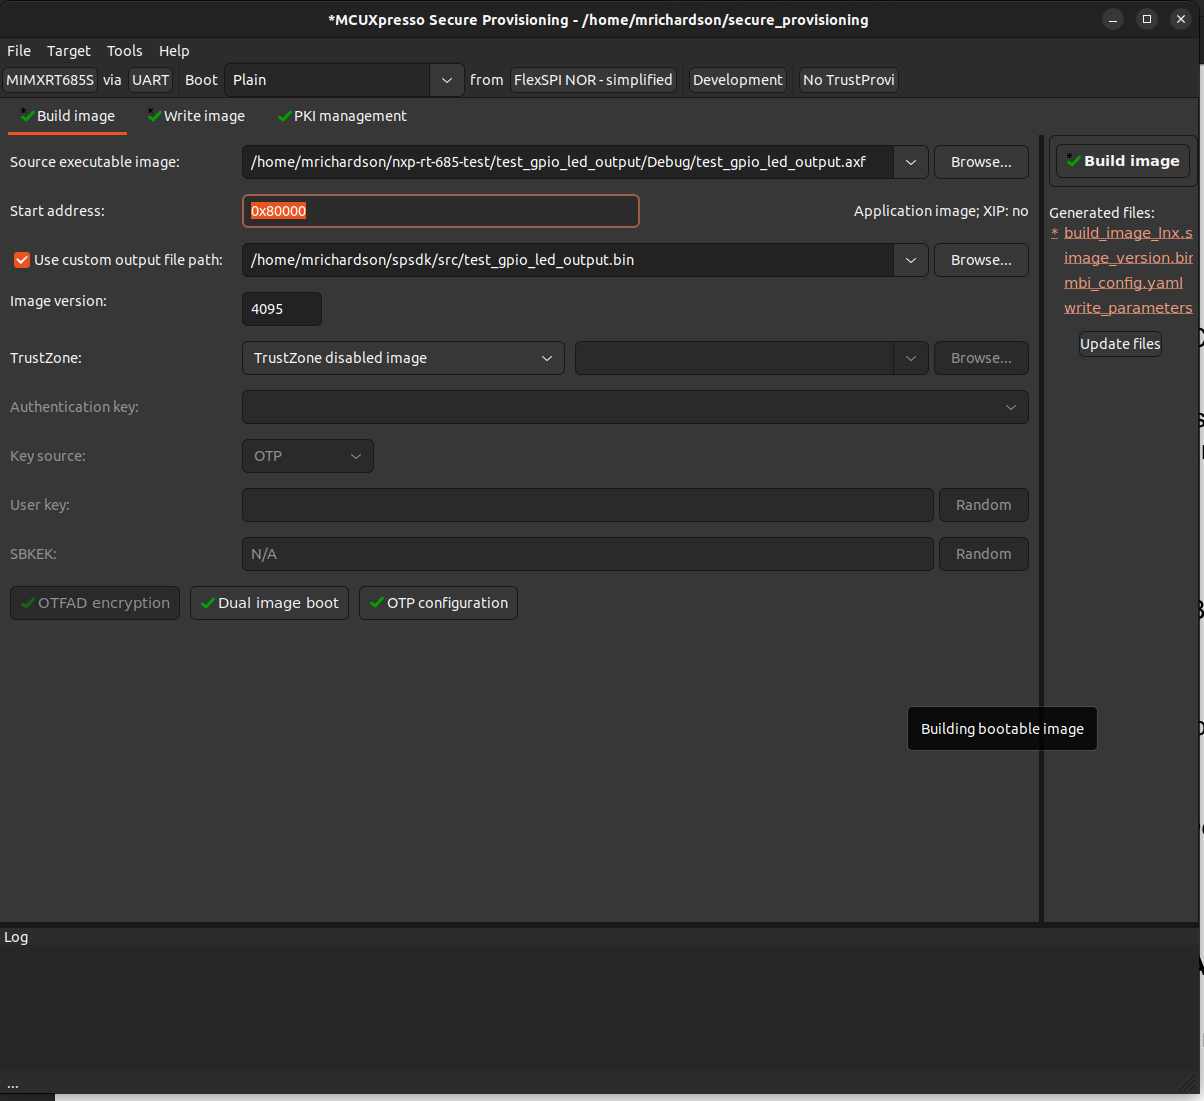 *MCUXpresso Secure Provisioning - /home/mrichardson/secure_provisioning
File Target Tools Help
MIMXRT685S via UART Boot Plain from FlexSPI NOR - simplified Development No TrustProvi
*Build image *Write image PKI management
Source executable image: /home/mrichardson/nxp-rt-685-test/test_gpio_led_output/Debug/test_gpio_led_output.axf Browse...
*Build image
Start address: 0x80000 Application image; XIP: no
Generated files:
* build_image_lnx.s
Use custom output file path: /home/mrichardson/spsdk/src/test_gpio_led_output.bin Browse...
image_version.bin
mbi_config.yaml
Image version: 4095
write_parameters
Update files
TrustZone: TrustZone disabled image Browse...
Authentication key:
Key source: OTP
User key: Random
SBKEK: N/A Random
OTFAD encryption Dual image boot OTP configuration
Building bootable image
Log
...